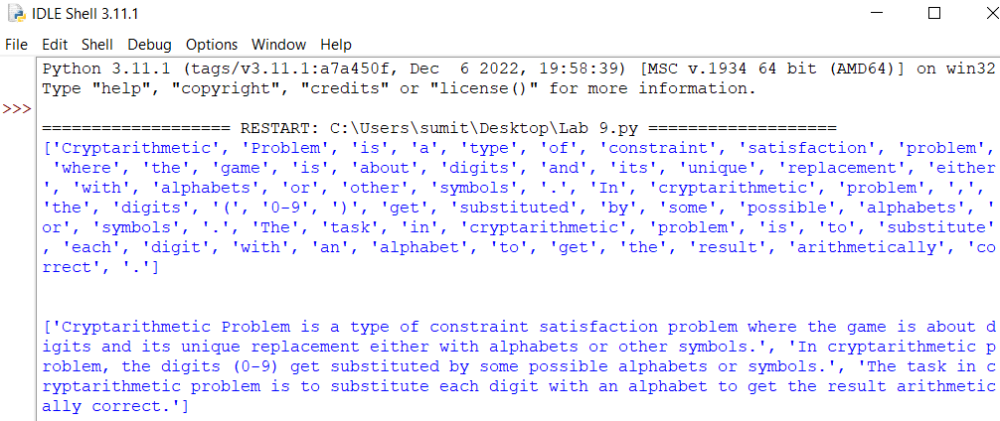 IDLE Shell 3.11.1
File Edit Shell Debug Options Window Help
Python 3.11.1 (tags/v3.11.1:a7a450f, Dec  6 2022, 19:58:39) [MSC v.1934 64 bit (AMD64)] on win32
Type "help", "copyright", "credits" or "license()" for more information.
>>>
=================== RESTART: C:\Users\sumit\Desktop\Lab 9.py ===================
['Cryptarithmetic', 'Problem', 'is', 'a', 'type', 'of', 'constraint', 'satisfaction', 'problem',
 'where', 'the', 'game', 'is', 'about', 'digits', 'and', 'its', 'unique', 'replacement', 'either
', 'with', 'alphabets', 'or', 'other', 'symbols', '.', 'In', 'cryptarithmetic', 'problem', ',',
'the', 'digits', '(', '0-9', ')', 'get', 'substituted', 'by', 'some', 'possible', 'alphabets', '
or', 'symbols', '.', 'The', 'task', 'in', 'cryptarithmetic', 'problem', 'is', 'to', 'substitute'
, 'each', 'digit', 'with', 'an', 'alphabet', 'to', 'get', 'the', 'result', 'arithmetically', 'co
rrect', '.']
['Cryptarithmetic Problem is a type of constraint satisfaction problem where the game is about d
igits and its unique replacement either with alphabets or other symbols.', 'In cryptarithmetic p
roblem, the digits (0-9) get substituted by some possible alphabets or symbols.', 'The task in c
ryptarithmetic problem is to substitute each digit with an alphabet to get the result arithmetic
ally correct.']